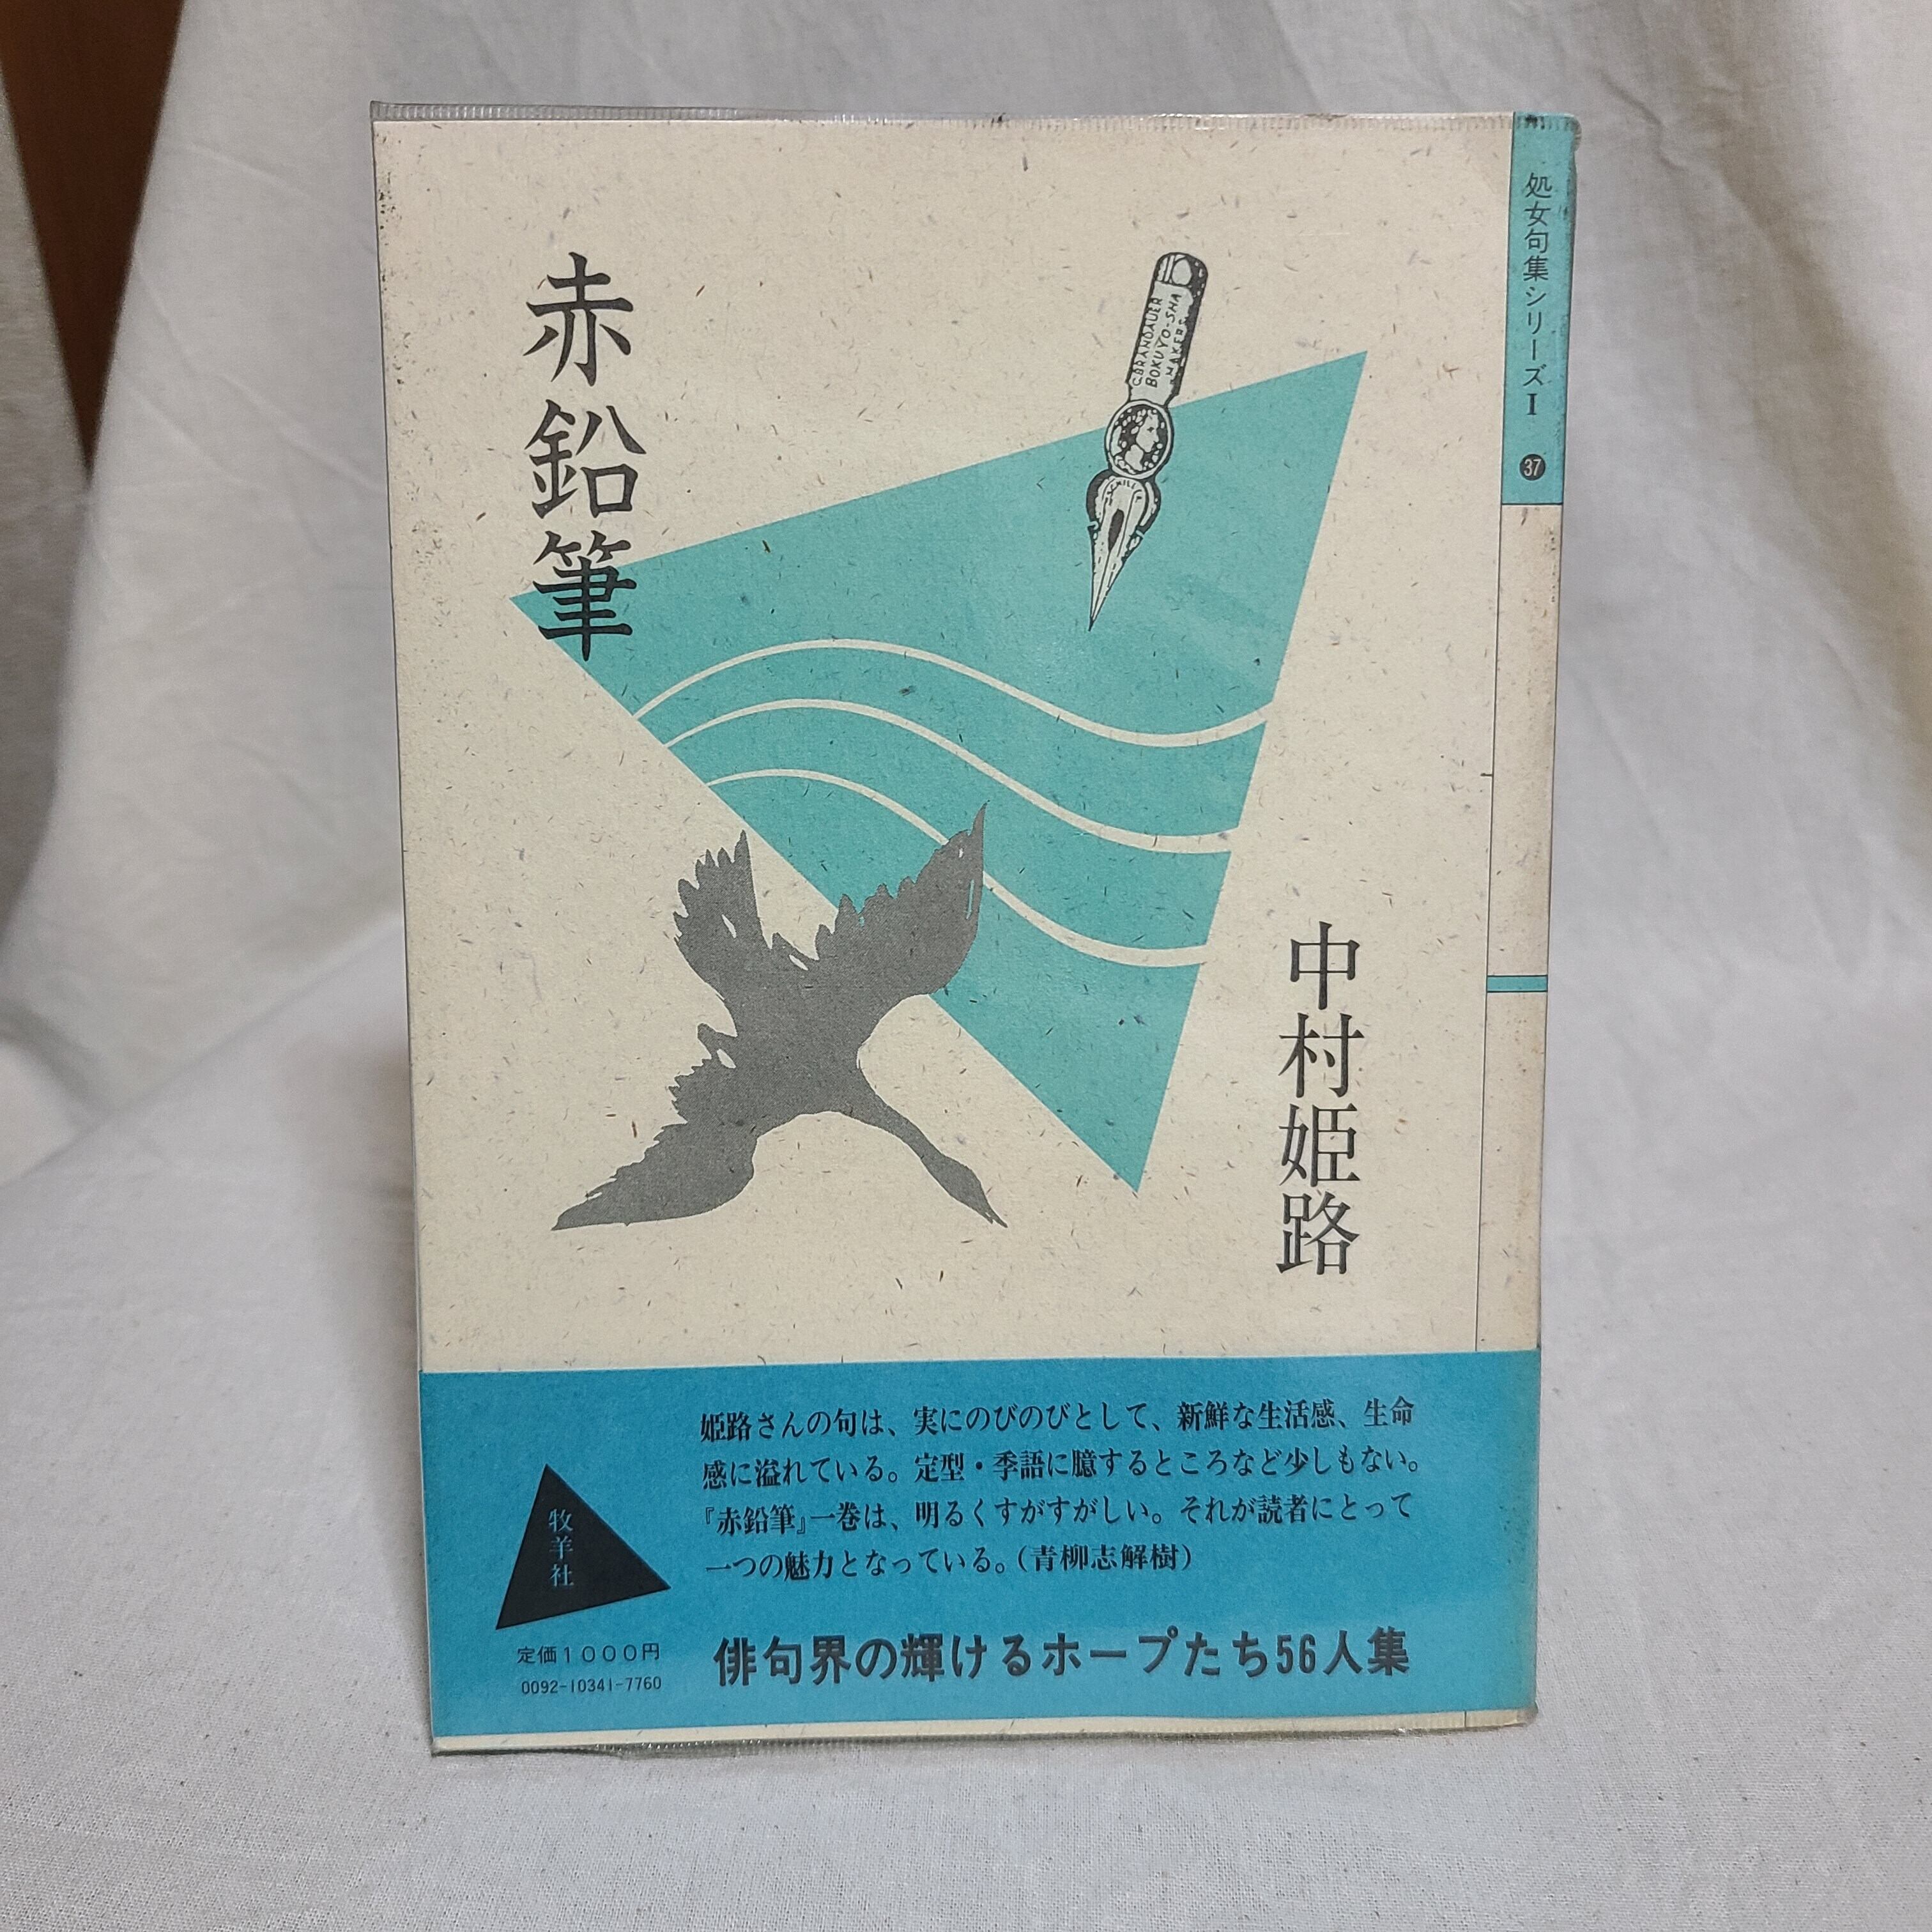 赤鉛筆
C.BRANDAUER
BOKUYO-SHA
MAKERS
中村姫路
処女句集シリーズⅠ
37
姫路さんの句は、実にのびのびとして、新鮮な生活感、生命
感に溢れている。定型・季語に臆するところなど少しもない。
『赤鉛筆』一巻は、明るくすがすがしい。それが読者にとって
一つの魅力となっている。(青柳志解樹)
牧羊社
定価1000円
0092-10341-7760
俳句界の輝けるホープたち56人集